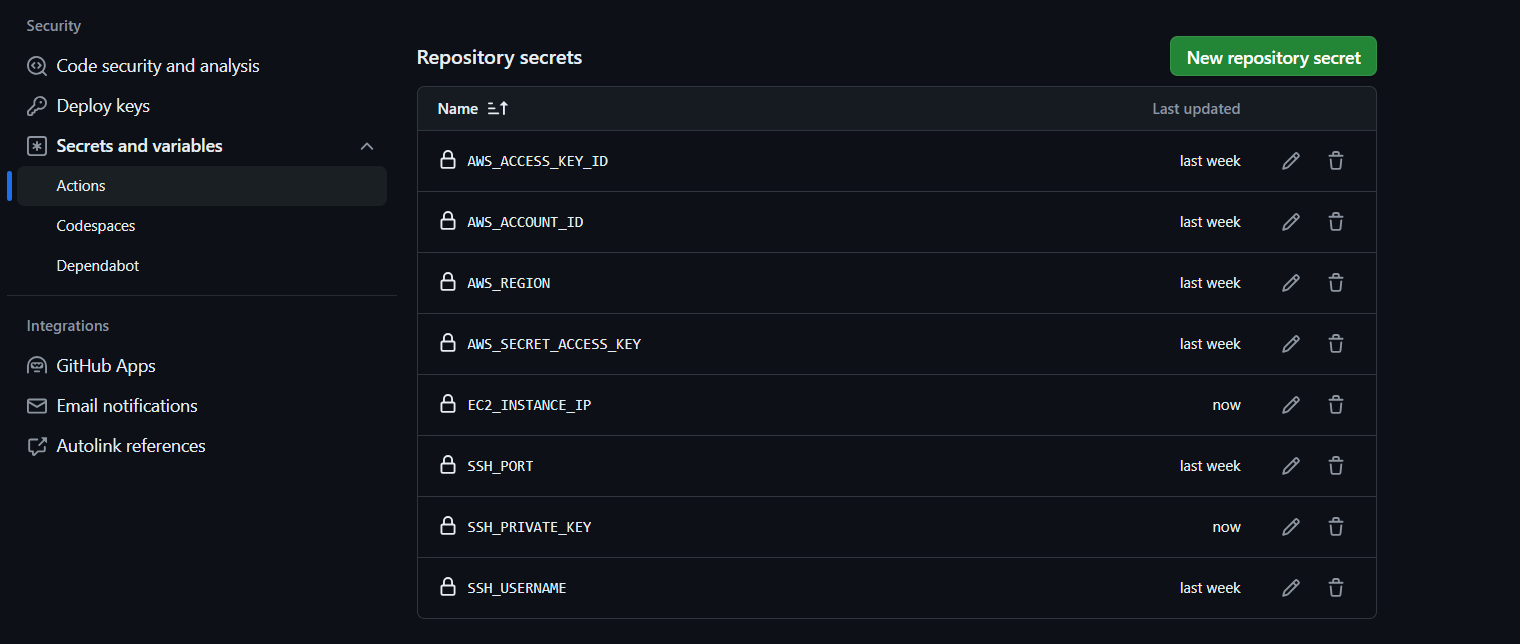 Security
Code security and analysis
Deploy keys
Secrets and variables
Actions
Codespaces
Dependabot
Integrations
GitHub Apps
Email notifications
Autolink references
Repository secrets
New repository secret
Name Last updated
AWS_ACCESS_KEY_ID last week
AWS_ACCOUNT_ID last week
AWS_REGION last week
AWS_SECRET_ACCESS_KEY last week
EC2_INSTANCE_IP now
SSH_PORT last week
SSH_PRIVATE_KEY now
SSH_USERNAME last week